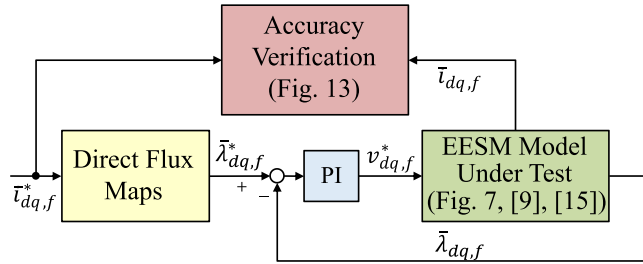 Accuracy
Verification
(Fig. 13)
ī_dq,f
Direct Flux
Maps
λ̄*_dq,f
+
−
PI
v*_dq,f
EESM Model
Under Test
(Fig. 7, [9], [15])
ī*_dq,f
λ̄_dq,f